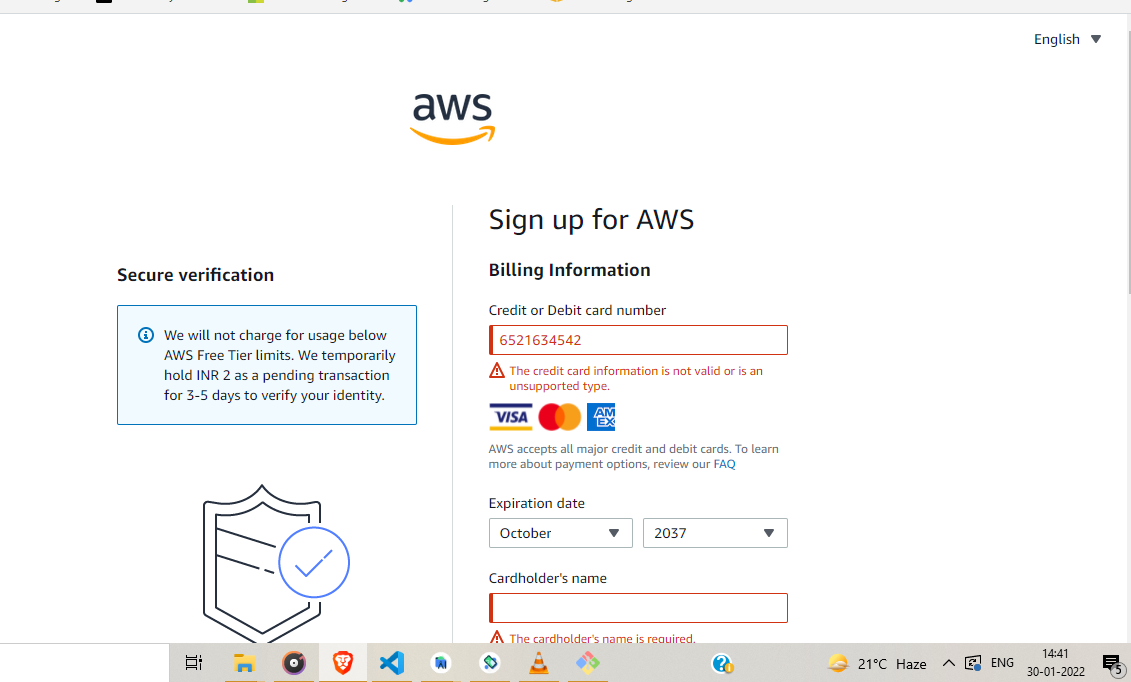 English
aws
Sign up for AWS
Secure verification
Billing Information
We will not charge for usage below
AWS Free Tier limits. We temporarily
hold INR 2 as a pending transaction
for 3-5 days to verify your identity.
Credit or Debit card number
6521634542
The credit card information is not valid or is an
unsupported type.
VISA
AM
EX
AWS accepts all major credit and debit cards. To learn
more about payment options, review our FAQ
Expiration date
October
2037
Cardholder's name
The cardholder's name is required.
21°C Haze
ENG
14:41
30-01-2022
5